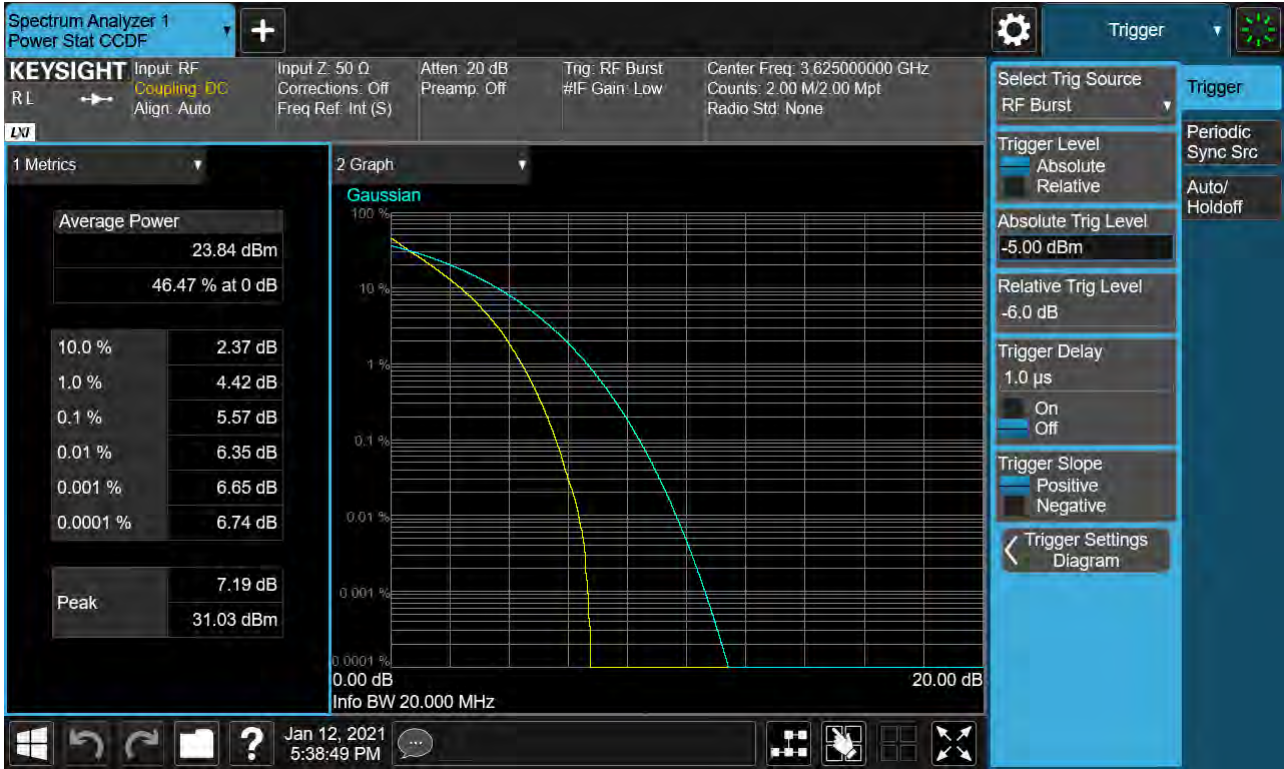 Spectrum Analyzer 1
Power Stat CCDF
+
Trigger
KEYSIGHT
R L
LXI
Input: RF
Coupling: DC
Align: Auto
Input Z: 50 Ω
Corrections: Off
Freq Ref: Int (S)
Atten: 20 dB
Preamp: Off
Trig: RF Burst
#IF Gain: Low
Center Freq: 3.625000000 GHz
Counts: 2.00 M/2.00 Mpt
Radio Std: None
1 Metrics
Average Power
23.84 dBm
46.47 % at 0 dB
10.0 % 2.37 dB
1.0 % 4.42 dB
0.1 % 5.57 dB
0.01 % 6.35 dB
0.001 % 6.65 dB
0.0001 % 6.74 dB
Peak
7.19 dB
31.03 dBm
2 Graph
Gaussian
100 %
10 %
1 %
0.1 %
0.01 %
0.001 %
0.0001 %
0.00 dB 20.00 dB
Info BW 20.000 MHz
Select Trig Source
RF Burst
Trigger Level
Absolute
Relative
Absolute Trig Level
-5.00 dBm
Relative Trig Level
-6.0 dB
Trigger Delay
1.0 µs
On
Off
Trigger Slope
Positive
Negative
Trigger Settings
Diagram
Trigger
Periodic
Sync Src
Auto/
Holdoff
?
Jan 12, 2021
5:38:49 PM